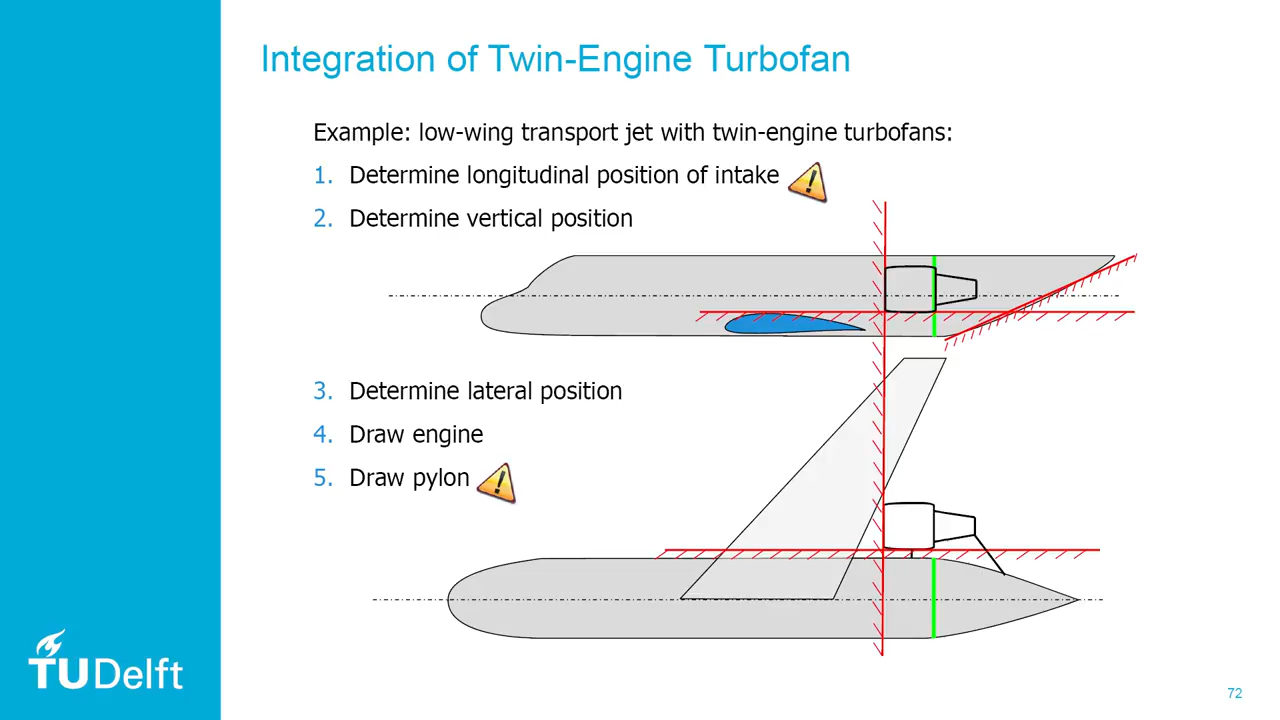 Integration of Twin-Engine Turbofan
Example: low-wing transport jet with twin-engine turbofans:
1. Determine longitudinal position of intake
2. Determine vertical position
3. Determine lateral position
4. Draw engine
5. Draw pylon
TUDelft
72